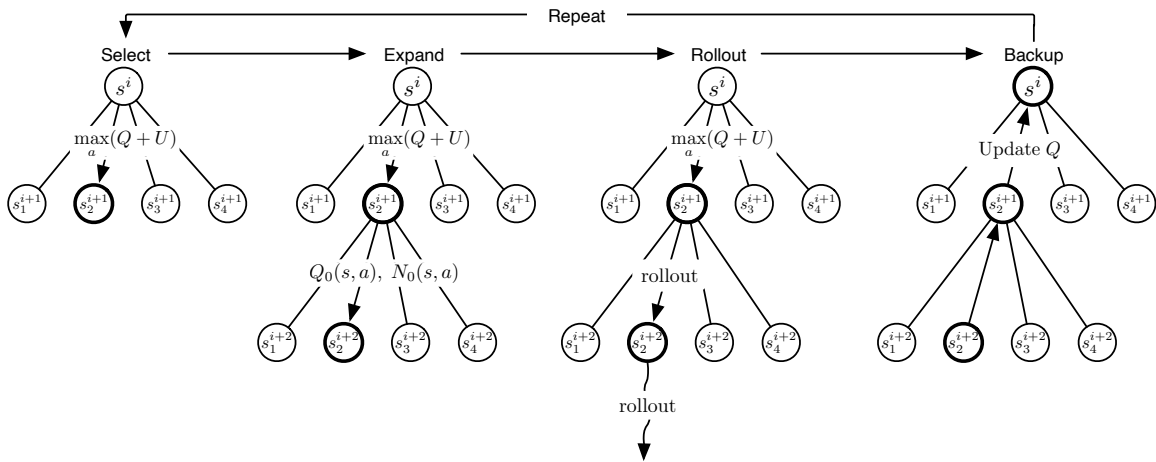 Repeat
Select Expand Rollout Backup
s^i s^i s^i s^i
max_a(Q + U) max_a(Q + U) max_a(Q + U) Update Q
s_1^{i+1} s_2^{i+1} s_3^{i+1} s_4^{i+1} s_1^{i+1} s_2^{i+1} s_3^{i+1} s_4^{i+1} s_1^{i+1} s_2^{i+1} s_3^{i+1} s_4^{i+1} s_1^{i+1} s_2^{i+1} s_3^{i+1} s_4^{i+1}
Q_0(s, a), N_0(s, a) rollout
s_1^{i+2} s_2^{i+2} s_3^{i+2} s_4^{i+2} s_1^{i+2} s_2^{i+2} s_3^{i+2} s_4^{i+2} s_1^{i+2} s_2^{i+2} s_3^{i+2} s_4^{i+2}
rollout